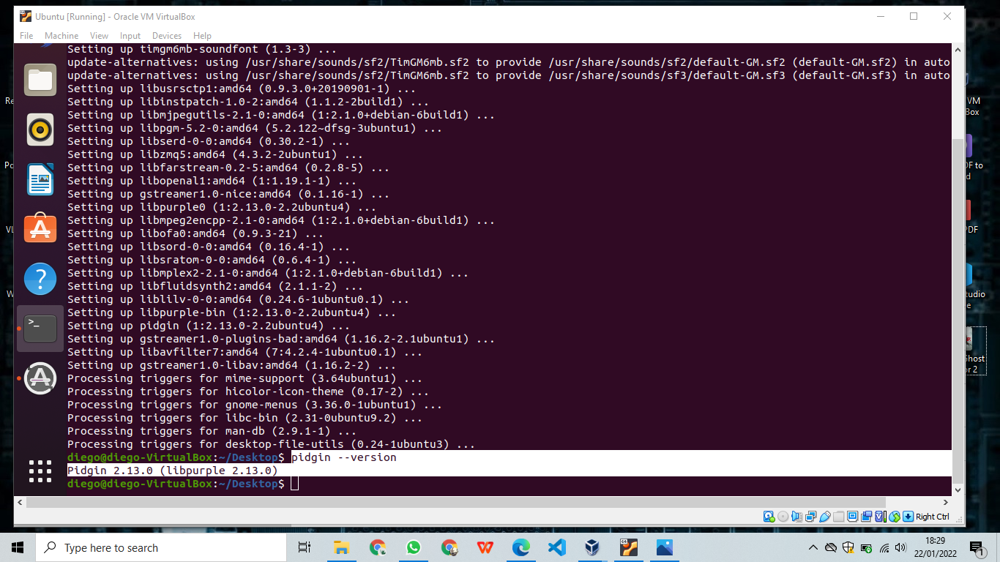 Ubuntu [Running] - Oracle VM VirtualBox
File Machine View Input Devices Help
Setting up timgm6mb-soundfont (1.3-3) ...
update-alternatives: using /usr/share/sounds/sf2/TimGM6mb.sf2 to provide /usr/share/sounds/sf2/default-GM.sf2 (default-GM.sf2) in auto
update-alternatives: using /usr/share/sounds/sf2/TimGM6mb.sf2 to provide /usr/share/sounds/sf3/default-GM.sf3 (default-GM.sf3) in auto
Setting up libusrsctp1:amd64 (0.9.3.0+20190901-1) ...
Setting up libinstpatch-1.0-2:amd64 (1.1.2-2build1) ...
Setting up libmjpegutils-2.1-0:amd64 (1:2.1.0+debian-6build1) ...
Setting up libpgm-5.2-0:amd64 (5.2.122~dfsg-3ubuntu1) ...
Setting up libserd-0-0:amd64 (0.30.2-1) ...
Setting up libzmq5:amd64 (4.3.2-2ubuntu1) ...
Setting up libfarstream-0.2-5:amd64 (0.2.8-5) ...
Setting up libopenal1:amd64 (1:1.19.1-1) ...
Setting up gstreamer1.0-nice:amd64 (0.1.16-1) ...
Setting up libpurple0 (1:2.13.0-2.2ubuntu4) ...
Setting up libmpeg2encpp-2.1-0:amd64 (1:2.1.0+debian-6build1) ...
Setting up libofa0:amd64 (0.9.3-21) ...
Setting up libsord-0-0:amd64 (0.16.4-1) ...
Setting up libsratom-0-0:amd64 (0.6.4-1) ...
Setting up libmplex2-2.1-0:amd64 (1:2.1.0+debian-6build1) ...
Setting up libfluidsynth2:amd64 (2.1.1-2) ...
Setting up liblilv-0-0:amd64 (0.24.6-1ubuntu0.1) ...
Setting up libpurple-bin (1:2.13.0-2.2ubuntu4) ...
Setting up pidgin (1:2.13.0-2.2ubuntu4) ...
Setting up gstreamer1.0-plugins-bad:amd64 (1.16.2-2.1ubuntu1) ...
Setting up libavfilter7:amd64 (7:4.2.4-1ubuntu0.1) ...
Setting up gstreamer1.0-libav:amd64 (1.16.2-2) ...
Processing triggers for mime-support (3.64ubuntu1) ...
Processing triggers for hicolor-icon-theme (0.17-2) ...
Processing triggers for gnome-menus (3.36.0-1ubuntu1) ...
Processing triggers for libc-bin (2.31-0ubuntu9.2) ...
Processing triggers for man-db (2.9.1-1) ...
Processing triggers for desktop-file-utils (0.24-1ubuntu3) ...
diego@diego-VirtualBox:~/Desktop$ pidgin --version
Pidgin 2.13.0 (libpurple 2.13.0)
diego@diego-VirtualBox:~/Desktop$
Right Ctrl
Type here to search
18:29
22/01/2022
1